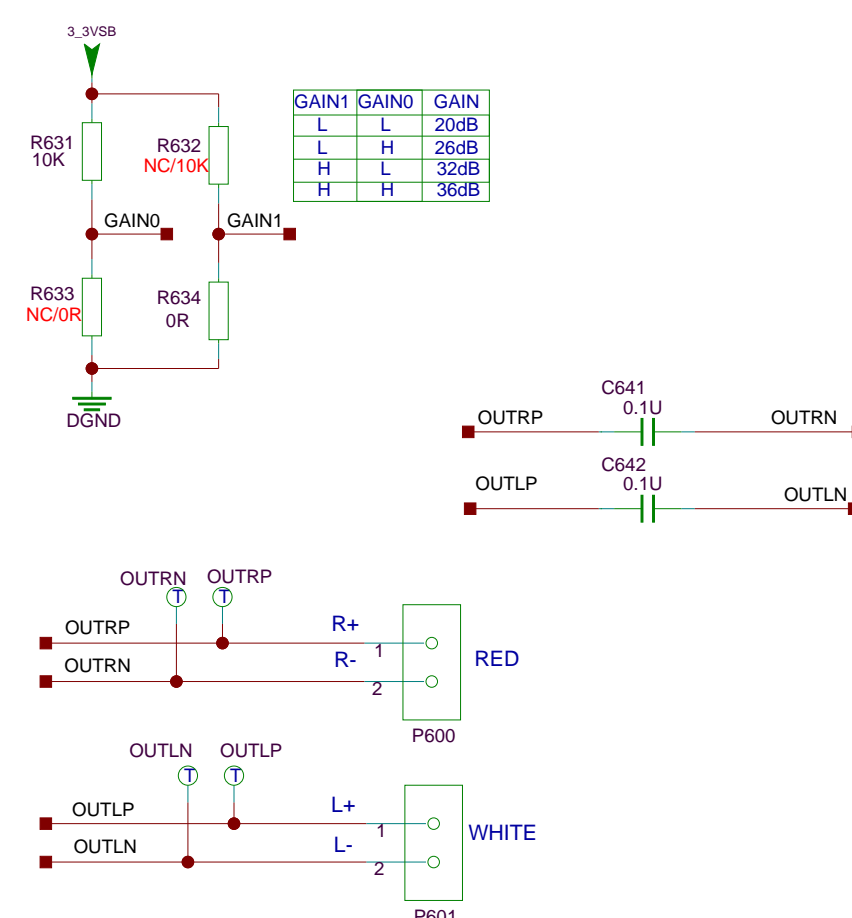 3_3VSB
R631
10K
R632
NC/10K
GAIN1 GAIN0 GAIN
L L 20dB
L H 26dB
H L 32dB
H H 36dB
GAIN0
GAIN1
R633
NC/0R
R634
0R
DGND
C641
0.1U
OUTRP
OUTRN
C642
0.1U
OUTLP
OUTLN
OUTRN OUTRP
T T
OUTRP
R+
1
OUTRN
R-
2
RED
P600
OUTLN OUTLP
T T
OUTLP
L+
1
OUTLN
L-
2
WHITE
P601